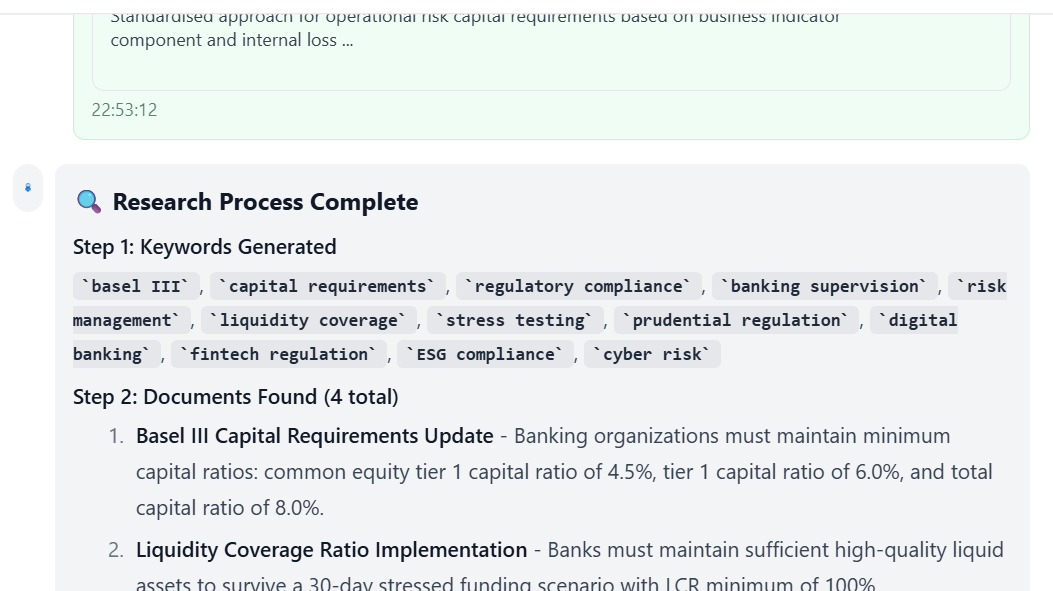 Standardised approach for operational risk capital requirements based on business indicator
component and internal loss ...
22:53:12
Research Process Complete
Step 1: Keywords Generated
`basel III`, `capital requirements`, `regulatory compliance`, `banking supervision`, `risk
management`, `liquidity coverage`, `stress testing`, `prudential regulation`, `digital
banking`, `fintech regulation`, `ESG compliance`, `cyber risk`
Step 2: Documents Found (4 total)
1. Basel III Capital Requirements Update - Banking organizations must maintain minimum
capital ratios: common equity tier 1 capital ratio of 4.5%, tier 1 capital ratio of 6.0%, and total
capital ratio of 8.0%.
2. Liquidity Coverage Ratio Implementation - Banks must maintain sufficient high-quality liquid
assets to survive a 30-day stressed funding scenario with LCR minimum of 100%.